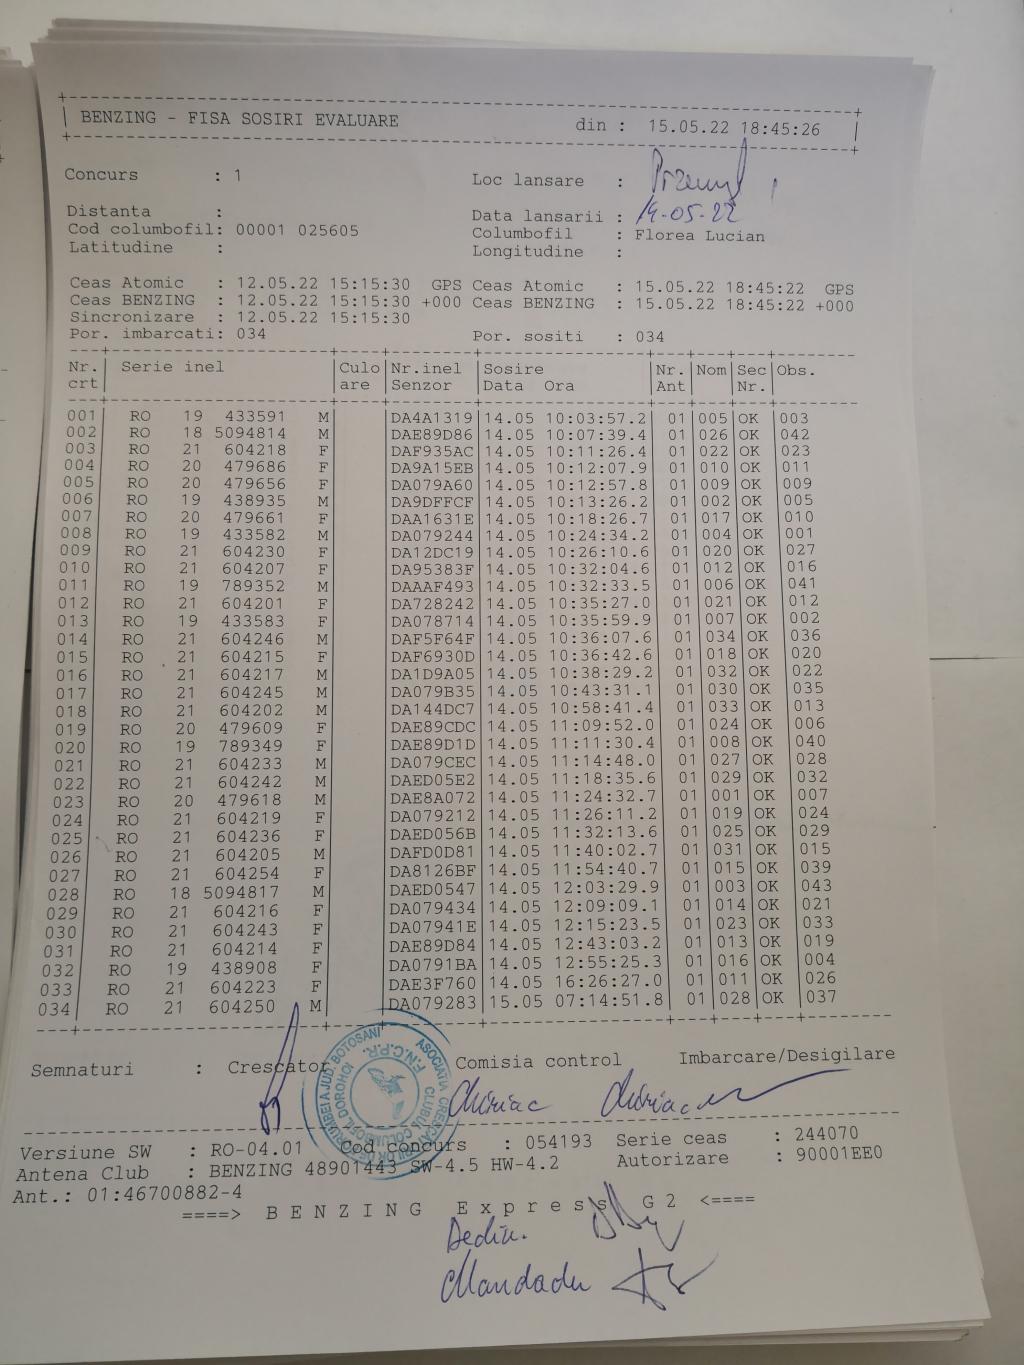 BENZING - FISA SOSIRI EVALUARE din : 15.05.22 18:45:26
Concurs : 1 Loc lansare :
Distanta : Data lansarii : 14-05-22
Cod columbofil: 00001 025605 Columbofil : Florea Lucian
Latitudine : Longitudine :
Ceas Atomic : 12.05.22 15:15:30 GPS Ceas Atomic : 15.05.22 18:45:22 GPS
Ceas BENZING : 12.05.22 15:15:30 +000 Ceas BENZING : 15.05.22 18:45:22 +000
Sincronizare : 12.05.22 15:15:30
Por. imbarcati: 034 Por. sositi : 034
Nr. Serie inel Culo Nr.inel Sosire Nr. Nom Sec Obs.
crt are Senzor Data Ora Ant Nr.
001 RO 19 433591 M DA4A1319 14.05 10:03:57.2 01 005 OK 003
002 RO 18 5094814 M DAE89D86 14.05 10:07:39.4 01 026 OK 042
003 RO 21 604218 F DAF935AC 14.05 10:11:26.4 01 022 OK 023
004 RO 20 479686 F DA9A15EB 14.05 10:12:07.9 01 010 OK 011
005 RO 20 479656 F DA079A60 14.05 10:12:57.8 01 009 OK 009
006 RO 19 438935 M DA9DFFCF 14.05 10:13:26.2 01 002 OK 005
007 RO 20 479661 F DAA1631E 14.05 10:18:26.7 01 017 OK 010
008 RO 19 433582 M DA079244 14.05 10:24:34.2 01 004 OK 001
009 RO 21 604230 F DA12DC19 14.05 10:26:10.6 01 020 OK 027
010 RO 21 604207 F DA95383F 14.05 10:32:04.6 01 012 OK 016
011 RO 19 789352 M DAAAF493 14.05 10:32:33.5 01 006 OK 041
012 RO 21 604201 F DA728242 14.05 10:35:27.0 01 021 OK 012
013 RO 19 433583 F DA078714 14.05 10:35:59.9 01 007 OK 002
014 RO 21 604246 M DAF5F64F 14.05 10:36:07.6 01 034 OK 036
015 RO 21 604215 F DAF6930D 14.05 10:36:42.6 01 018 OK 020
016 RO 21 604217 M DA1D9A05 14.05 10:38:29.2 01 032 OK 022
017 RO 21 604245 M DA079B35 14.05 10:43:31.1 01 030 OK 035
018 RO 21 604202 M DA144DC7 14.05 10:58:41.4 01 033 OK 013
019 RO 20 479609 F DAE89CDC 14.05 11:09:52.0 01 024 OK 006
020 RO 19 789349 F DAE89D1D 14.05 11:11:30.4 01 008 OK 040
021 RO 21 604233 M DA079CEC 14.05 11:14:48.0 01 027 OK 028
022 RO 21 604242 M DAED05E2 14.05 11:18:35.6 01 029 OK 032
023 RO 20 479618 M DAE8A072 14.05 11:24:32.7 01 001 OK 007
024 RO 21 604219 F DA079212 14.05 11:26:11.2 01 019 OK 024
025 RO 21 604236 F DAED056B 14.05 11:32:13.6 01 025 OK 029
026 RO 21 604205 M DAFD0D81 14.05 11:40:02.7 01 031 OK 015
027 RO 21 604254 F DA8126BF 14.05 11:54:40.7 01 015 OK 039
028 RO 18 5094817 M DAED0547 14.05 12:03:29.9 01 003 OK 043
029 RO 21 604216 F DA079434 14.05 12:09:09.1 01 014 OK 021
030 RO 21 604243 F DA07941E 14.05 12:15:23.5 01 023 OK 033
031 RO 21 604214 F DAE89D84 14.05 12:43:03.2 01 013 OK 019
032 RO 19 438908 F DA0791BA 14.05 12:55:25.3 01 016 OK 004
033 RO 21 604223 F DAE3F760 14.05 16:26:27.0 01 011 OK 026
034 RO 21 604250 M DA079283 15.05 07:14:51.8 01 028 OK 037
Semnaturi : Crescator Comisia control Imbarcare/Desigilare
Chiriac Chiriac
Versiune SW : RO-04.01 Cod concurs : 054193 Serie ceas : 244070
Antena Club : BENZING 48901443 SW-4.5 HW-4.2 Autorizare : 90001EE0
Ant.: 01:46700882-4
====> BENZING Express G2 <====